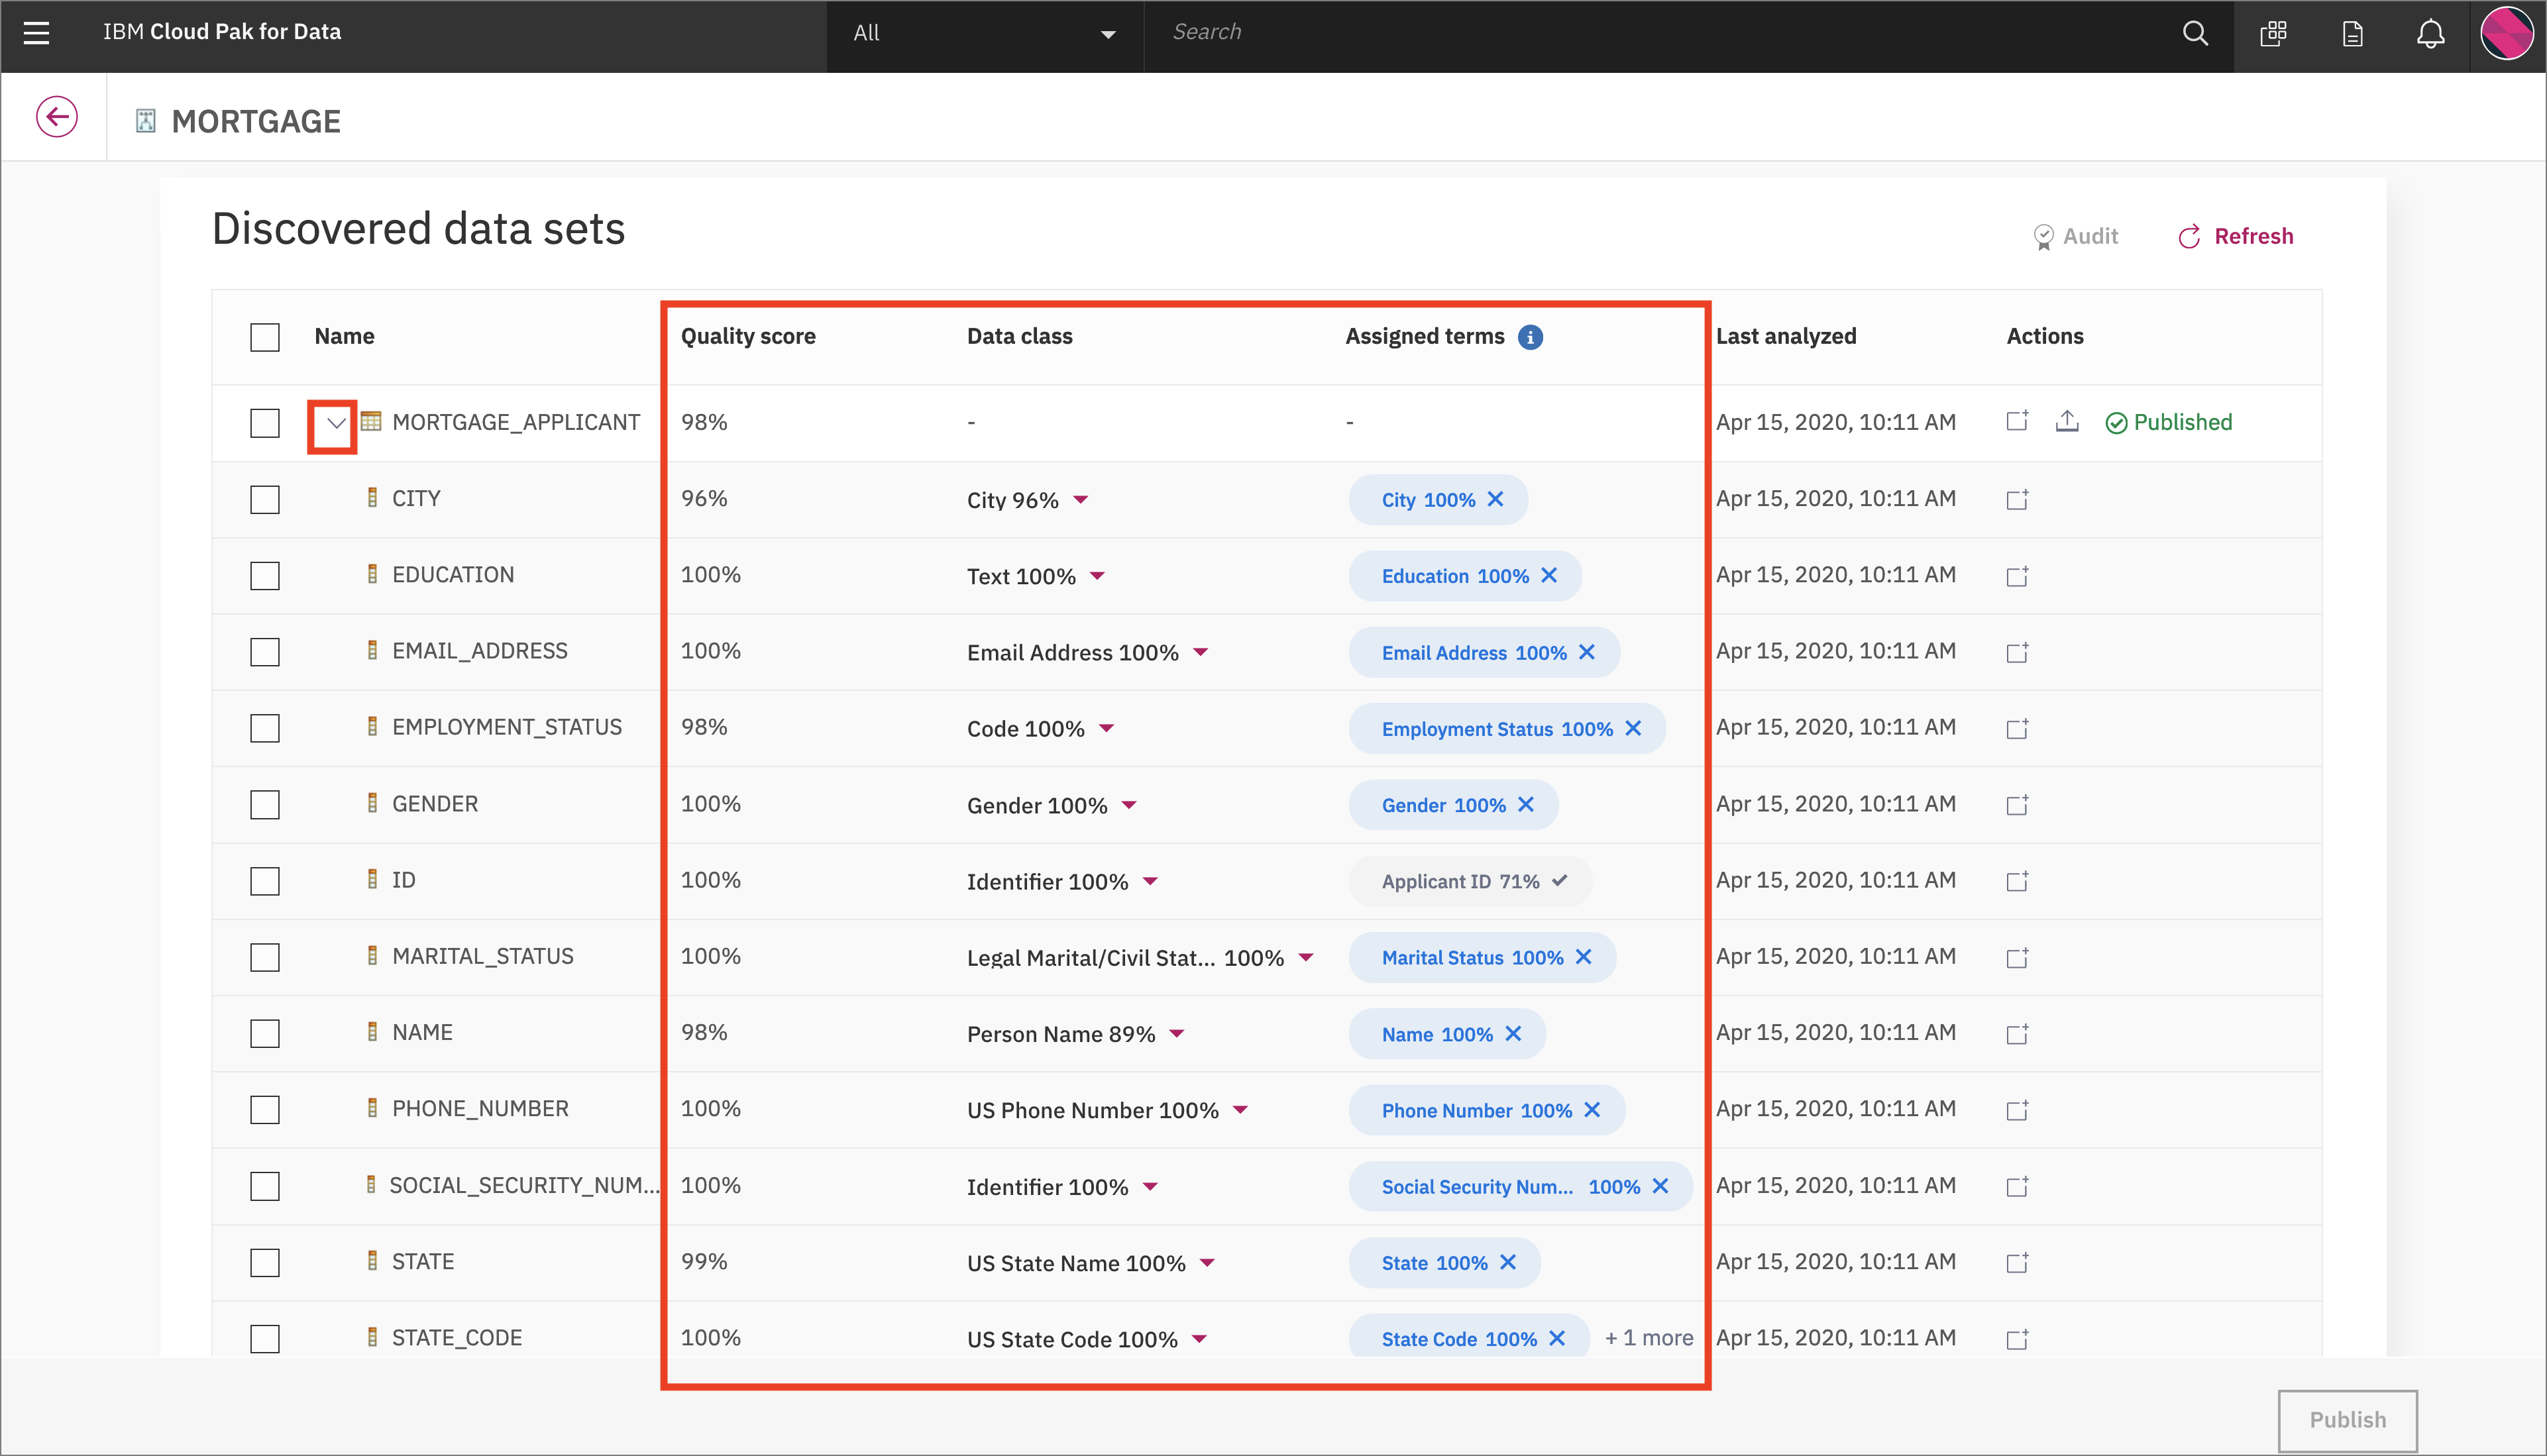 IBM Cloud Pak for Data All Search
MORTGAGE
Discovered data sets
Audit Refresh
Name Quality score Data class Assigned terms Last analyzed Actions
MORTGAGE_APPLICANT 98% - - Apr 15, 2020, 10:11 AM Published
CITY 96% City 96% City 100% Apr 15, 2020, 10:11 AM
EDUCATION 100% Text 100% Education 100% Apr 15, 2020, 10:11 AM
EMAIL_ADDRESS 100% Email Address 100% Email Address 100% Apr 15, 2020, 10:11 AM
EMPLOYMENT_STATUS 98% Code 100% Employment Status 100% Apr 15, 2020, 10:11 AM
GENDER 100% Gender 100% Gender 100% Apr 15, 2020, 10:11 AM
ID 100% Identifier 100% Applicant ID 71% Apr 15, 2020, 10:11 AM
MARITAL_STATUS 100% Legal Marital/Civil Stat... 100% Marital Status 100% Apr 15, 2020, 10:11 AM
NAME 98% Person Name 89% Name 100% Apr 15, 2020, 10:11 AM
PHONE_NUMBER 100% US Phone Number 100% Phone Number 100% Apr 15, 2020, 10:11 AM
SOCIAL_SECURITY_NUM... 100% Identifier 100% Social Security Num... 100% Apr 15, 2020, 10:11 AM
STATE 99% US State Name 100% State 100% Apr 15, 2020, 10:11 AM
STATE_CODE 100% US State Code 100% State Code 100% + 1 more Apr 15, 2020, 10:11 AM
Publish